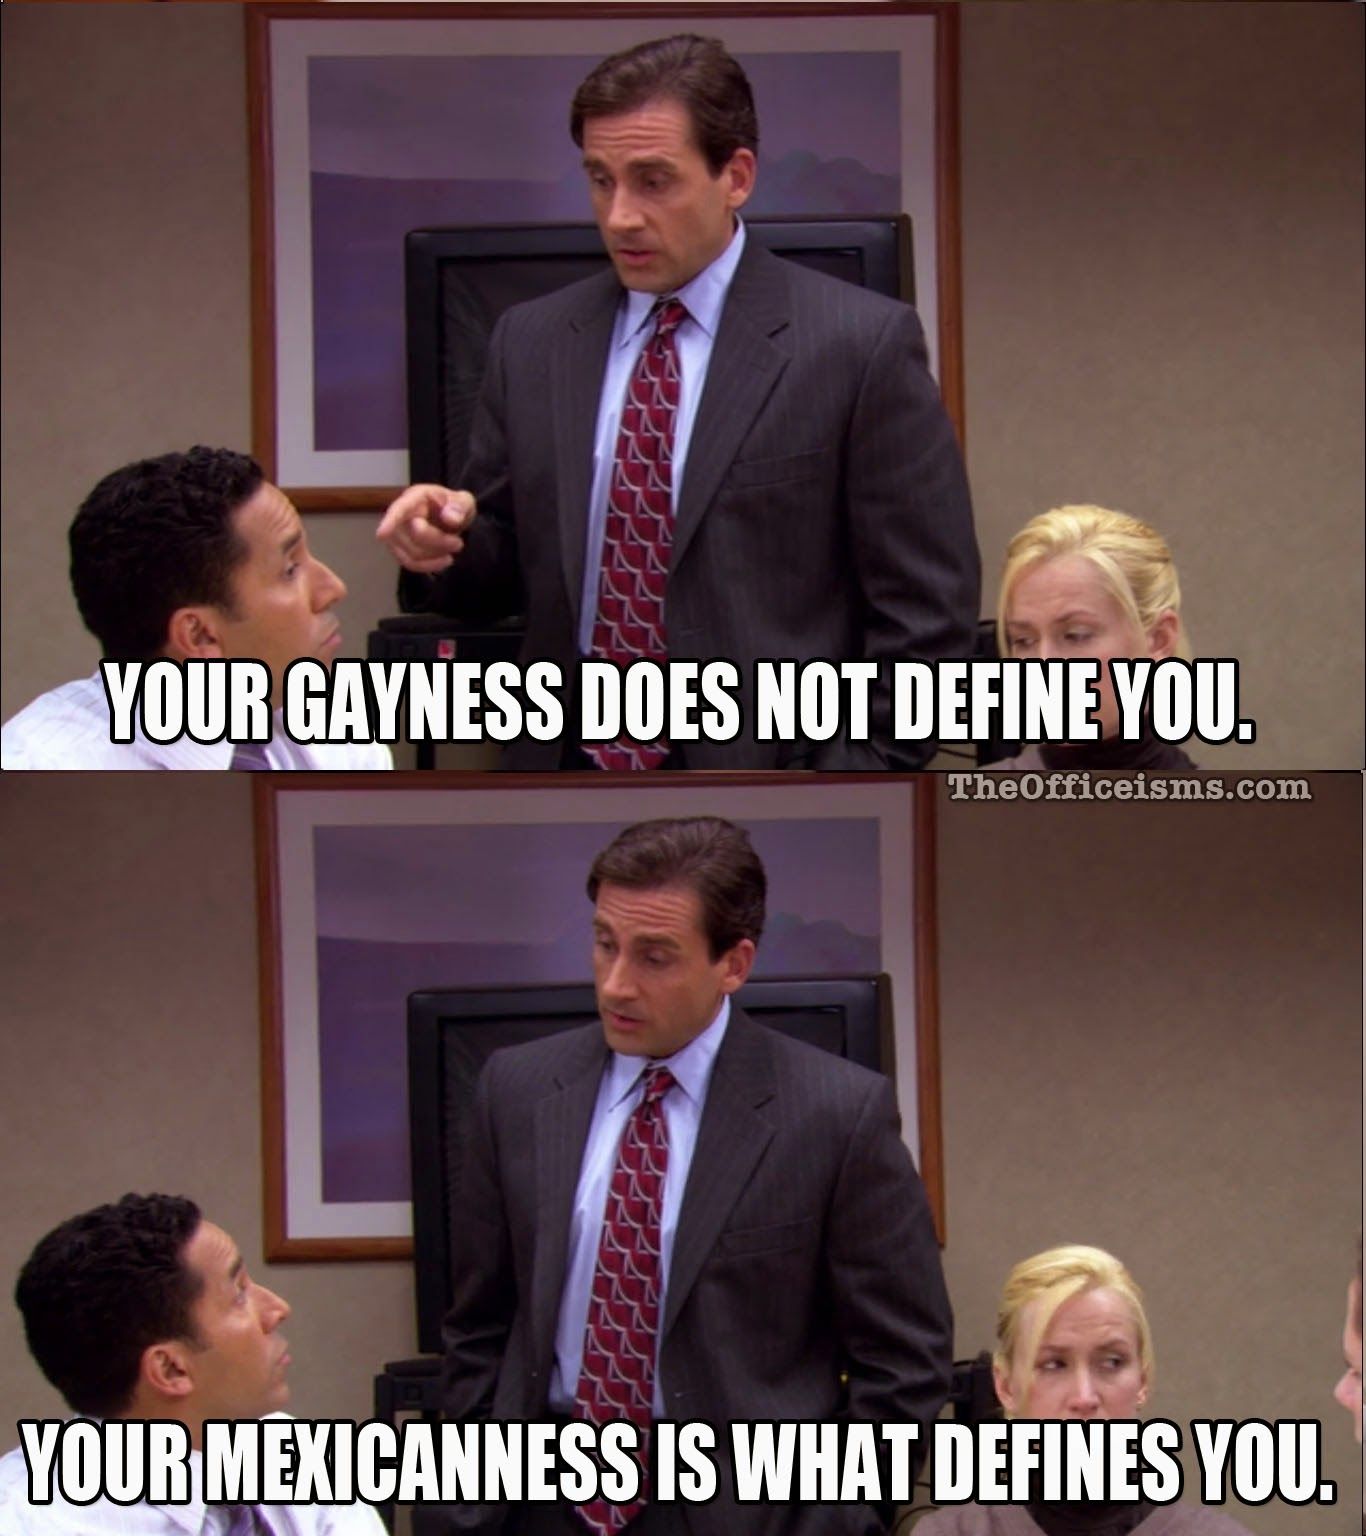 YOUR GAYNESS DOES NOT DEFINE YOU.
TheOfficeisms.com
YOUR MEXICANNESS IS WHAT DEFINES YOU.